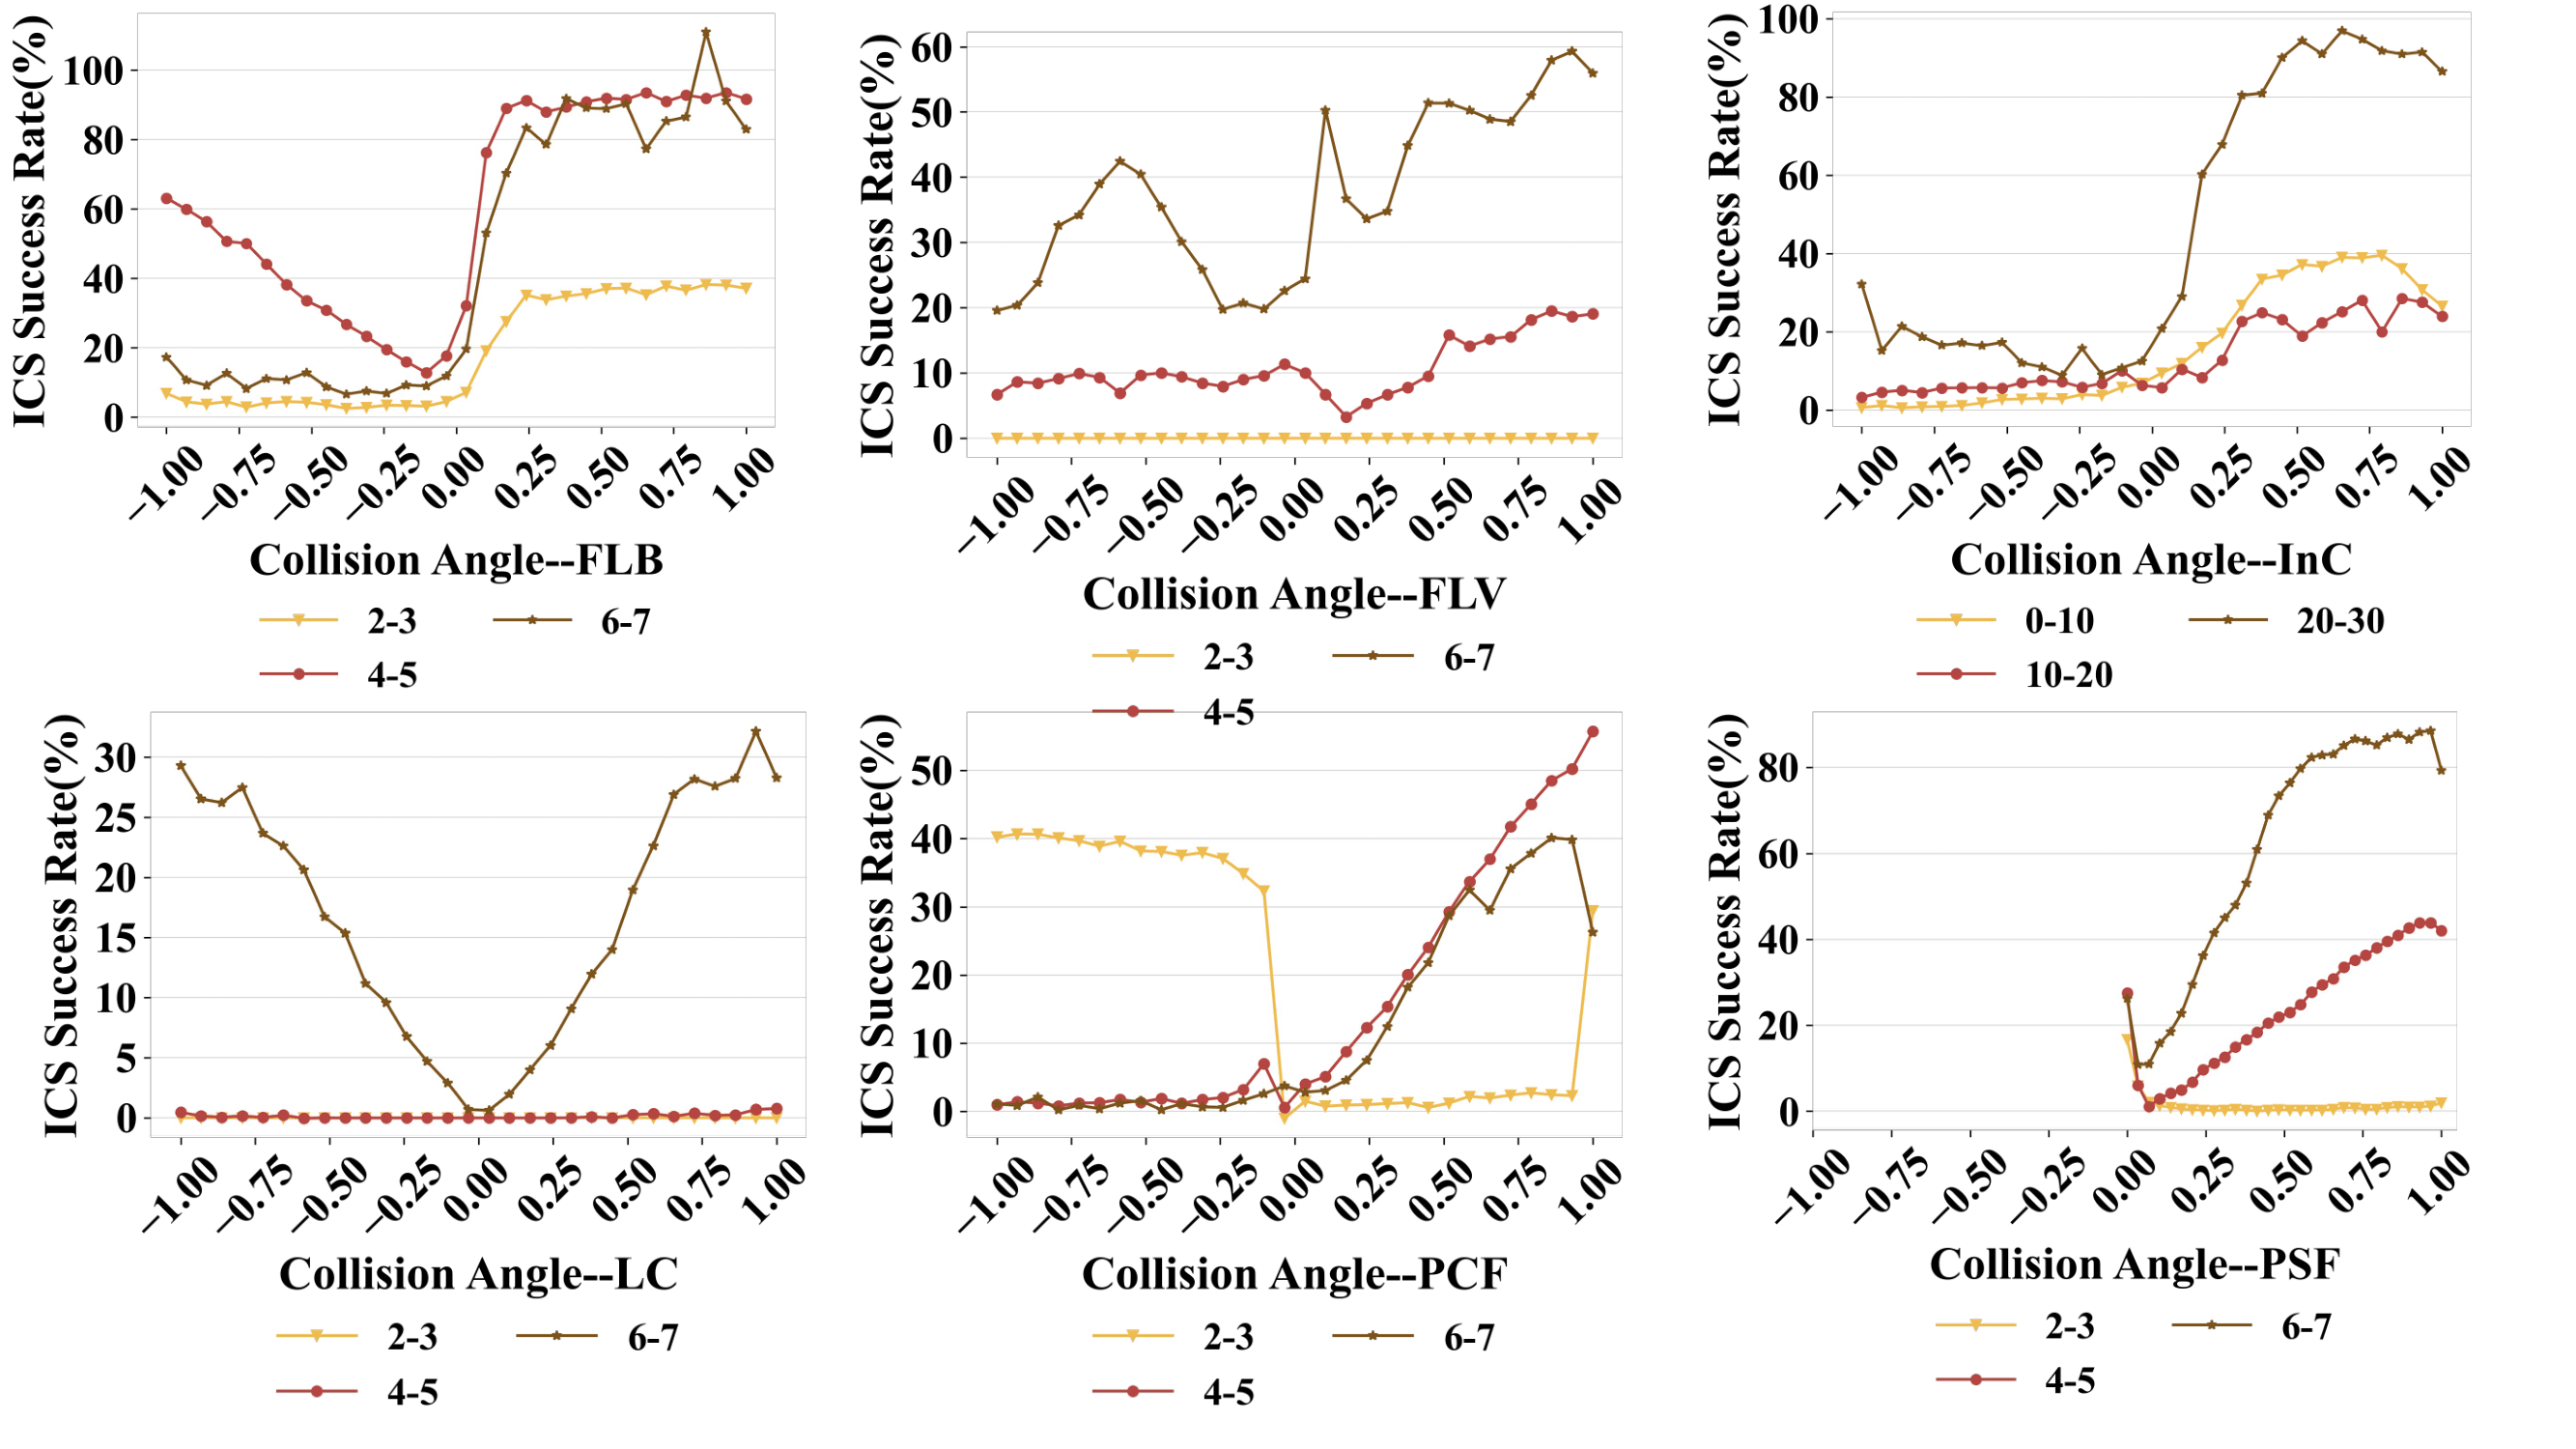 ICS Success Rate(%)
100
80
60
40
20
0
−1.00 −0.75 −0.50 −0.25 0.00 0.25 0.50 0.75 1.00
Collision Angle--FLB
2-3 6-7
4-5
ICS Success Rate(%)
60
50
40
30
20
10
0
−1.00 −0.75 −0.50 −0.25 0.00 0.25 0.50 0.75 1.00
Collision Angle--FLV
2-3 6-7
4-5
ICS Success Rate(%)
100
80
60
40
20
0
−1.00 −0.75 −0.50 −0.25 0.00 0.25 0.50 0.75 1.00
Collision Angle--InC
0-10 20-30
10-20
ICS Success Rate(%)
30
25
20
15
10
5
0
−1.00 −0.75 −0.50 −0.25 0.00 0.25 0.50 0.75 1.00
Collision Angle--LC
2-3 6-7
4-5
ICS Success Rate(%)
50
40
30
20
10
0
−1.00 −0.75 −0.50 −0.25 0.00 0.25 0.50 0.75 1.00
Collision Angle--PCF
2-3 6-7
4-5
ICS Success Rate(%)
80
60
40
20
0
−1.00 −0.75 −0.50 −0.25 0.00 0.25 0.50 0.75 1.00
Collision Angle--PSF
2-3 6-7
4-5